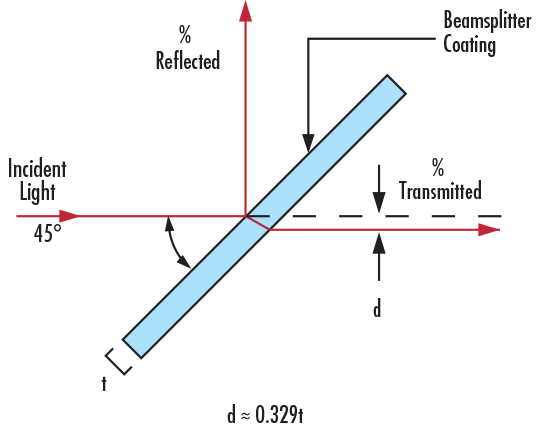 %
Reflected
Beamsplitter
Coating
Incident
Light
45°
%
Transmitted
d
t
d ≈ 0.329t